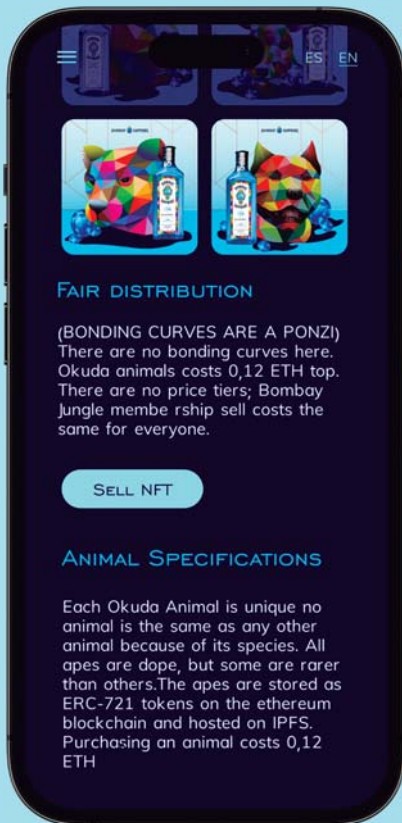 ES EN
BOMBAY SAPPHIRE
BOMBAY SAPPHIRE
FAIR DISTRIBUTION
(BONDING CURVES ARE A PONZI)
There are no bonding curves here.
Okuda animals costs 0,12 ETH top.
There are no price tiers; Bombay
Jungle membe rship sell costs the
same for everyone.
SELL NFT
ANIMAL SPECIFICATIONS
Each Okuda Animal is unique no
animal is the same as any other
animal because of its species. All
apes are dope, but some are rarer
than others.The apes are stored as
ERC-721 tokens on the ethereum
blockchain and hosted on IPFS.
Purchasing an animal costs 0,12
ETH